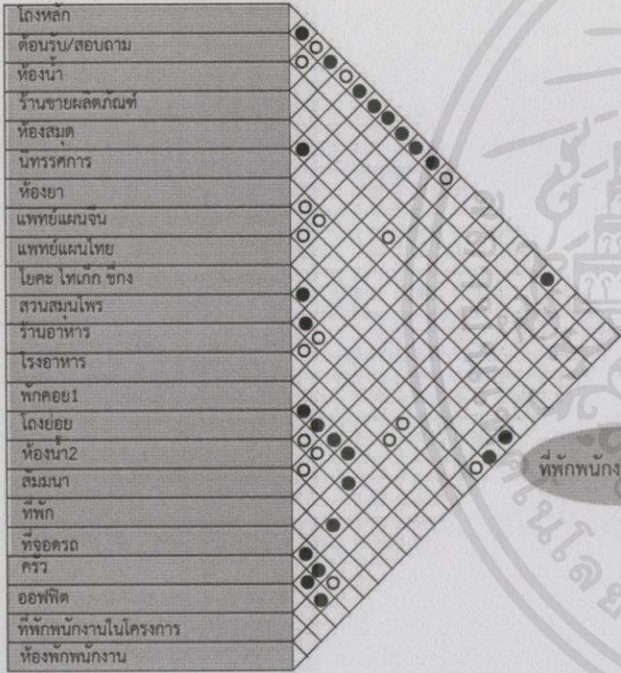 โถงหลัก
ต้อนรับ/สอบถาม
ห้องน้ำ
ร้านขายผลิตภัณฑ์
ห้องสมุด
นิทรรศการ
ห้องยา
แพทย์แผนจีน
แพทย์แผนไทย
โยคะ ไทเก็ก ชี่กง
สวนสมุนไพร
ร้านอาหาร
โรงอาหาร
พักคอย1
โถงย่อย
ห้องน้ำ2
สัมมนา
ที่พัก
ที่จอดรถ
ครัว
ออฟฟิต
ที่พักพนักงานในโครงการ
ห้องพักพนักงาน
ที่พักพนักง